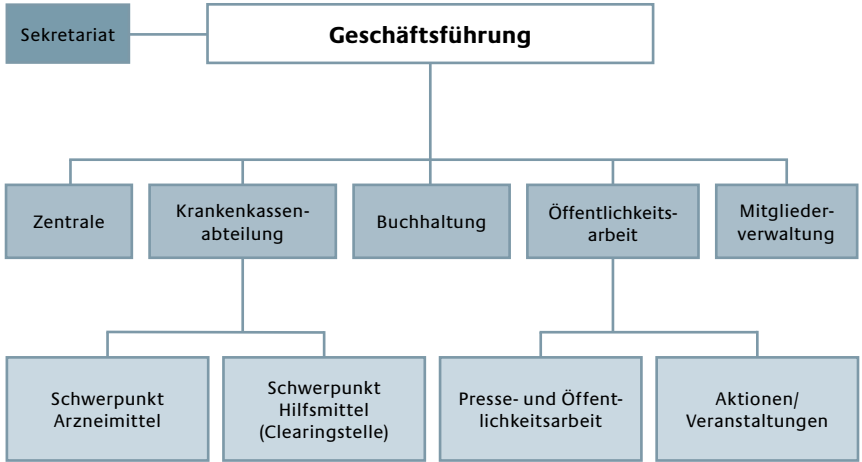 Sekretariat
Geschäftsführung
Zentrale
Krankenkassen-
abteilung
Buchhaltung
Öffentlichkeits-
arbeit
Mitglieder-
verwaltung
Schwerpunkt
Arzneimittel
Schwerpunkt
Hilfsmittel
(Clearingstelle)
Presse- und Öffent-
lichkeitsarbeit
Aktionen/
Veranstaltungen